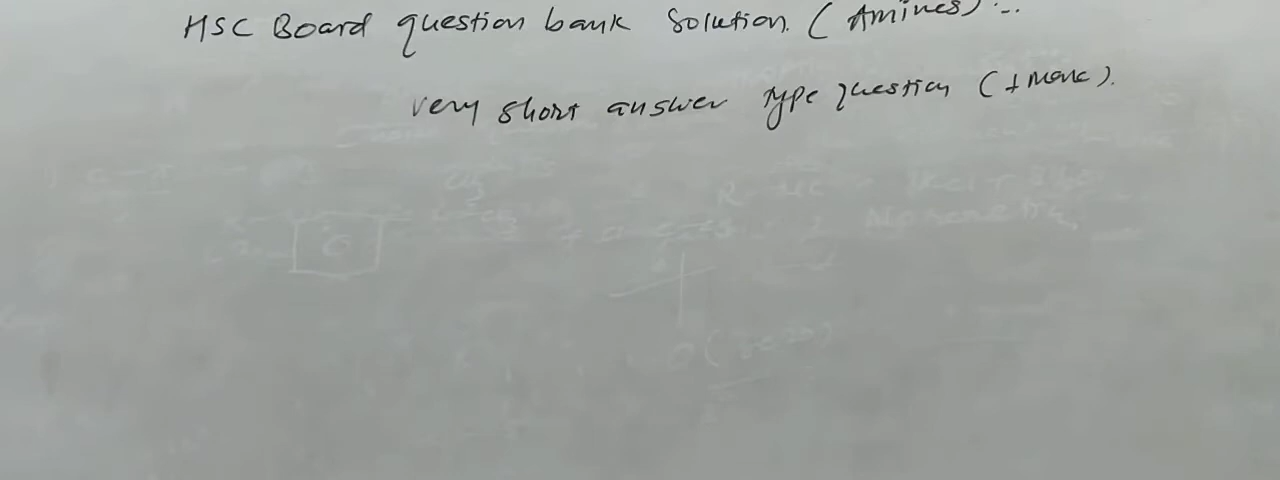 HSC Board question bank Solution. (Amines) :-
very short answer type question (1 Mark).